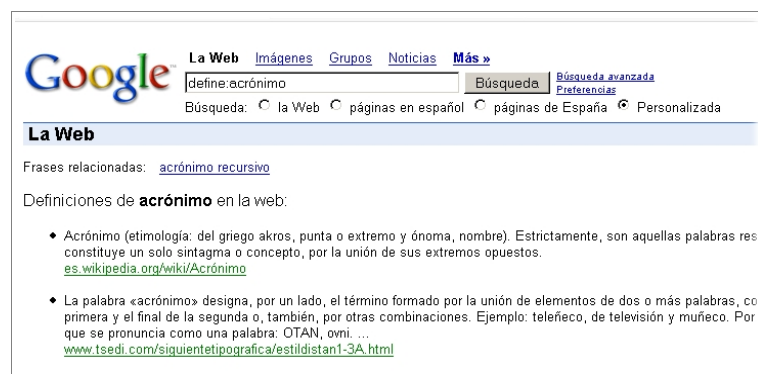 Google™ La Web Imágenes Grupos Noticias Más »
define:acrónimo Búsqueda Búsqueda avanzada
Preferencias
Búsqueda: la Web páginas en español páginas de España Personalizada
La Web
Frases relacionadas: acrónimo recursivo
Definiciones de acrónimo en la web:
Acrónimo (etimología: del griego akros, punta o extremo y ónoma, nombre). Estrictamente, son aquellas palabras res
constituye un solo sintagma o concepto, por la unión de sus extremos opuestos.
es.wikipedia.org/wiki/Acrónimo
La palabra «acrónimo» designa, por un lado, el término formado por la unión de elementos de dos o más palabras, co
primera y el final de la segunda o, también, por otras combinaciones. Ejemplo: teleñeco, de televisión y muñeco. Por
que se pronuncia como una palabra: OTAN, ovni. ...
www.tsedi.com/siguientetipografica/estildistan1-3A.html